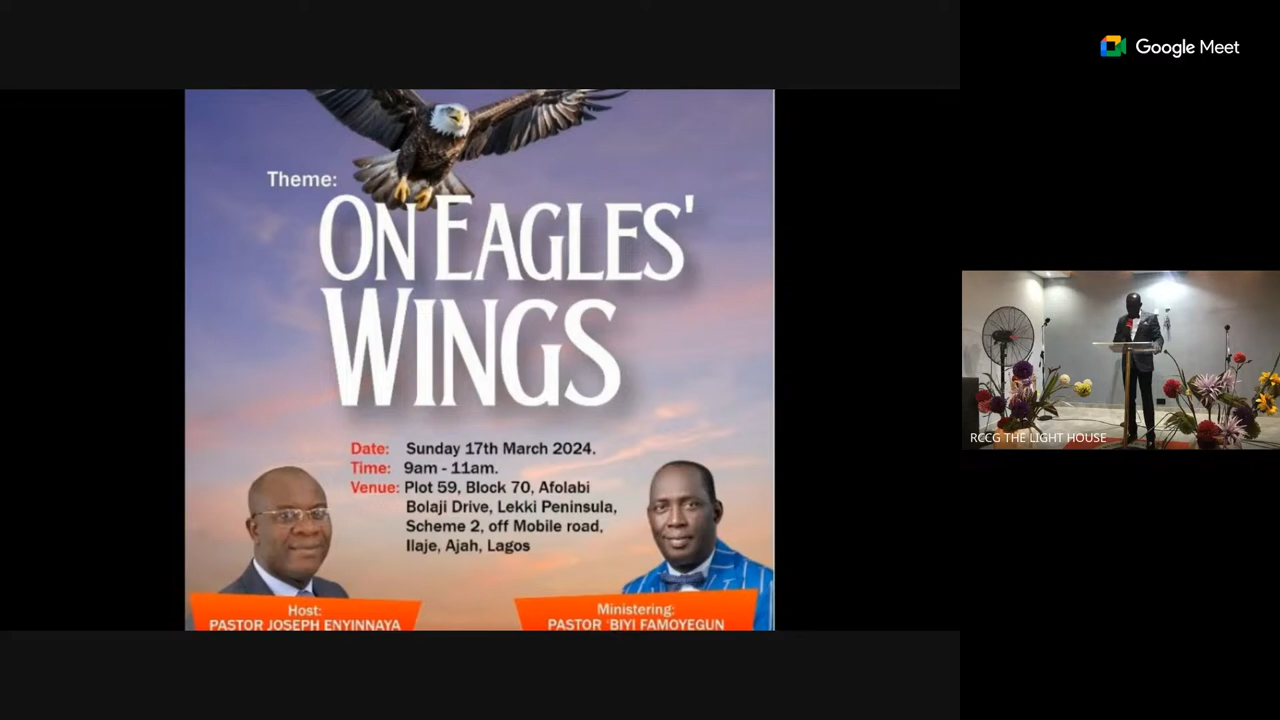 Google Meet
Theme:
ON EAGLES'
WINGS
Date: Sunday 17th March 2024.
Time: 9am - 11am.
Venue: Plot 59, Block 70, Afolabi
Bolaji Drive, Lekki Peninsula,
Scheme 2, off Mobile road,
Ilaje, Ajah, Lagos
Host:
PASTOR JOSEPH ENYINNAYA
Ministering:
PASTOR 'BIYI FAMOYEGUN
RCCG THE LIGHT HOUSE